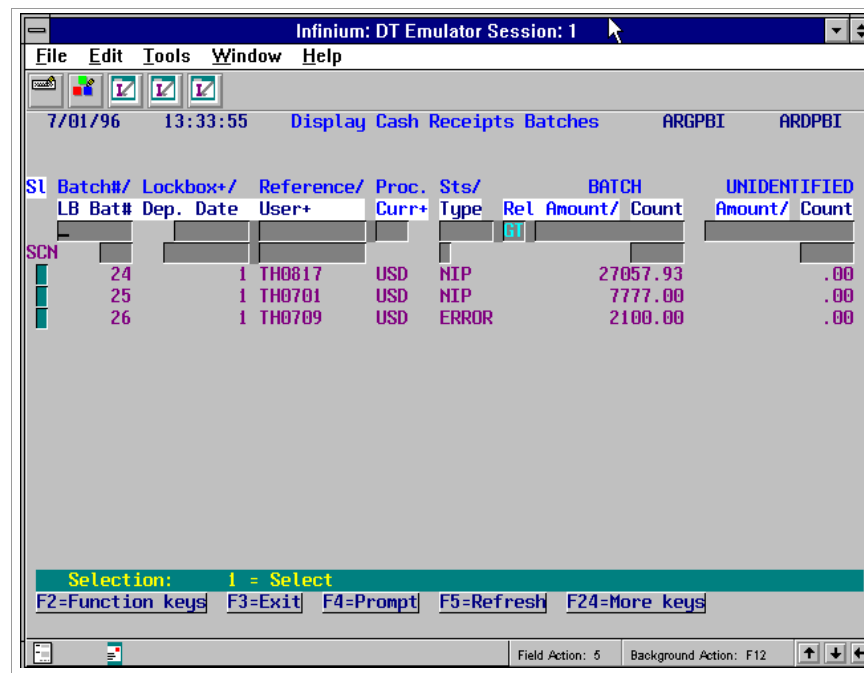 Infinium: DT Emulator Session: 1
File Edit Tools Window Help
7/01/96 13:33:55 Display Cash Receipts Batches ARGPBI ARDPBI
Sl Batch#/ Lockbox+/ Reference/ Proc. Sts/ BATCH UNIDENTIFIED
LB Bat# Dep. Date User+ Curr+ Type Rel Amount/ Count Amount/ Count
GT
SCN
24 1 TH0817 USD NIP 27057.93 .00
25 1 TH0701 USD NIP 7777.00 .00
26 1 TH0709 USD ERROR 2100.00 .00
Selection: 1 = Select
F2=Function keys F3=Exit F4=Prompt F5=Refresh F24=More keys
Field Action: 5 Background Action: F12